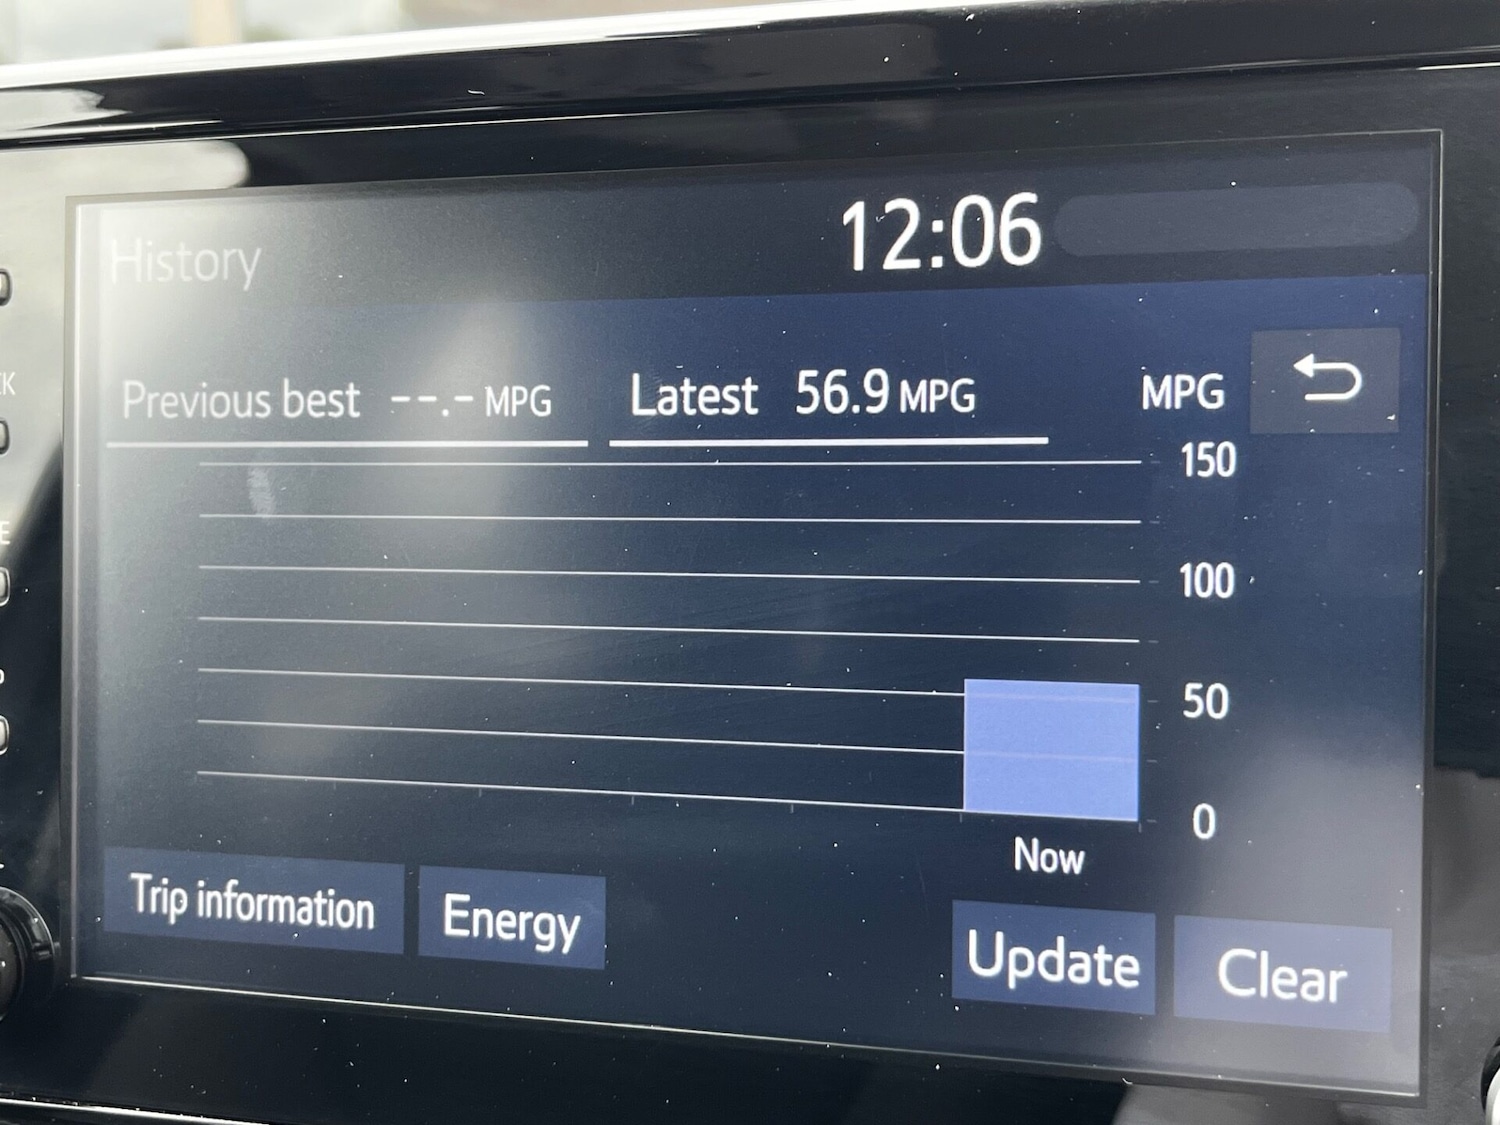 History
12:06
Previous best --.- MPG
Latest 56.9 MPG
MPG
150
100
50
0
Now
Trip information
Energy
Update
Clear